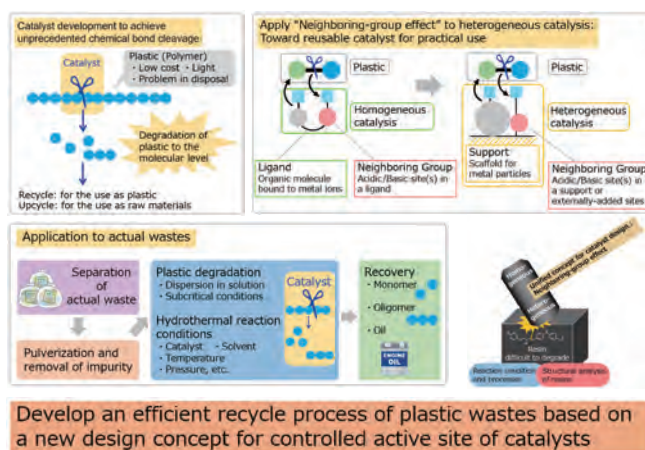 Catalyst development to achieve
unprecedented chemical bond cleavage
Catalyst
Plastic (Polymer)
・Low cost ・Light
・Problem in disposal
Degradation of
plastic to the
molecular level
Recycle: for the use as plastic
Upcycle: for the use as raw materials
Apply "Neighboring-group effect" to heterogeneous catalysis:
Toward reusable catalyst for practical use
Plastic
Homogeneous
catalysis
Ligand
Organic molecule
bound to metal ions
Neighboring Group
Acidic/Basic site(s) in
a ligand
Plastic
Heterogeneous
catalysis
Support
Scaffold for
metal particles
Neighboring Group
Acidic/Basic site(s) in
a support or
externally-added sites
Application to actual wastes
Separation of
actual waste
Pulverization and
removal of impurity
Plastic degradation
・Dispersion in solution
・Subcritical conditions
Hydrothermal reaction
conditions
・Catalyst ・Solvent
・Temperature
・Pressure, etc.
Catalyst
Recovery
・Monomer
・Oligomer
・Oil
ENGINE
OIL
Unified concept for catalyst design:
Neighboring-group effect
Resin
difficult to degrade
Reaction condition
and processes
Structural analysis
of resins
Develop an efficient recycle process of plastic wastes based on
a new design concept for controlled active site of catalysts